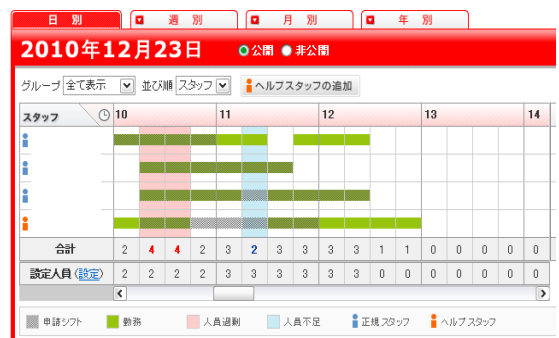 日 別 週 別 月 別 年 別
2010年12月23日 公開 非公開
グループ 全て表示 並び順 スタッフ ヘルプスタッフの追加
スタッフ 10 11 12 13 14
合計 2 4 4 2 3 2 3 3 3 3 1 1 0 0 0 0 0
設定人員(設定) 2 2 2 2 3 3 3 3 3 3 0 0 0 0 0 0 0
申請シフト 勤務 人員過剰 人員不足 正規スタッフ ヘルプスタッフ